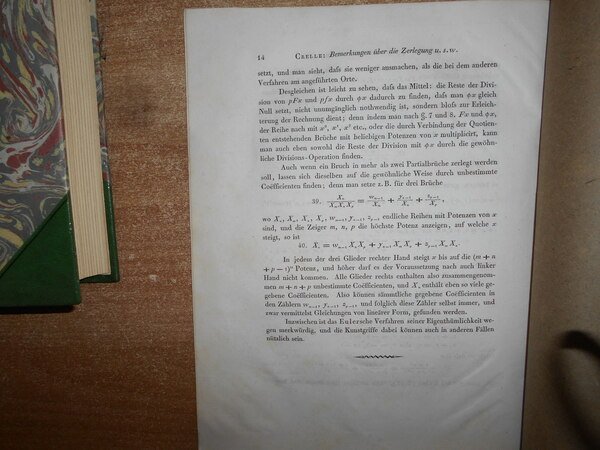 14 CRELLE: Bemerkungen über die Zerlegung u. s. w.
setzt, und man sieht, daſs sie weniger ausmachen, als die bei dem anderen
Verfahren am angeführten Orte.
Desgleichen ist leicht zu sehen, daſs das Mittel: die Reste der Divi-
sion von pFx und pfx durch φx dadurch zu finden, daſs man φx gleich
Null setzt, nicht unumgänglich nothwendig ist, sondern bloſs zur Erleich-
terung der Rechnung dient; denn indem man nach §. 7 und 8. Fx und φx,
der Reihe nach mit x¹, x², x³ etc., oder die durch Verbindung der Quotien-
ten entstehenden Brüche mit beliebigen Potenzen von x multiplicirt, kann
man auch eben sowohl die Reste der Division mit φx durch die gewöhn-
liche Divisions-Operation finden.
Auch wenn ein Bruch in mehr als zwei Partialbrüche zerlegt werden
soll, lassen sich dieselben auf die gewöhnliche Weise durch unbestimmte
Coëfficienten finden; denn man setze z. B. für drei Brüche
39.
wo endliche Reihen mit Potenzen von x
sind, und die Zeiger m, n, p die höchste Potenz anzeigen, auf welche x
steigt, so ist
40.
In jedem der drei Glieder rechter Hand steigt x bis auf die (m + n
+ p − 1)ᵗᵉ Potenz, und höher darf es der Voraussetzung nach auch linker
Hand nicht kommen. Alle Glieder rechts enthalten also zusammengenom-
men m + n + p unbestimmte Coëfficienten, und enthält eben so viele ge-
gebene Coëfficienten. Also können sämmtliche gegebene Coëfficienten in
den Zählern und folglich diese Zähler selbst immer, und
zwar vermittelst Gleichungen von linearer Form, gefunden werden.
Inzwischen ist das Eulersche Verfahren seiner Eigenthümlichkeit we-
gen merkwürdig, und die Kunstgriffe dabei können auch in anderen Fällen
nützlich sein.